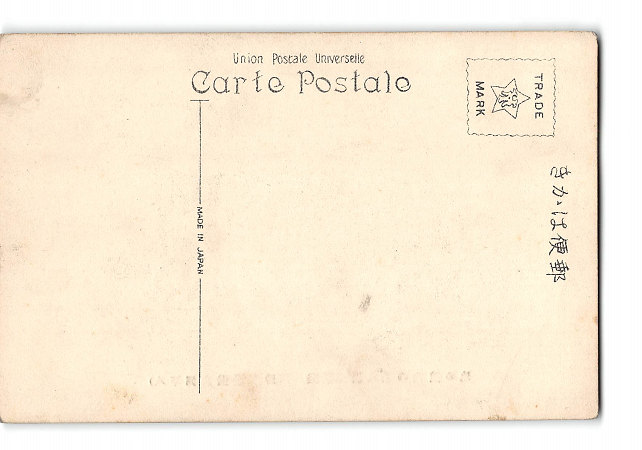 Union Postale Universelle
Carte Postale
TRADE
MARK
MADE IN JAPAN
きかは便郵